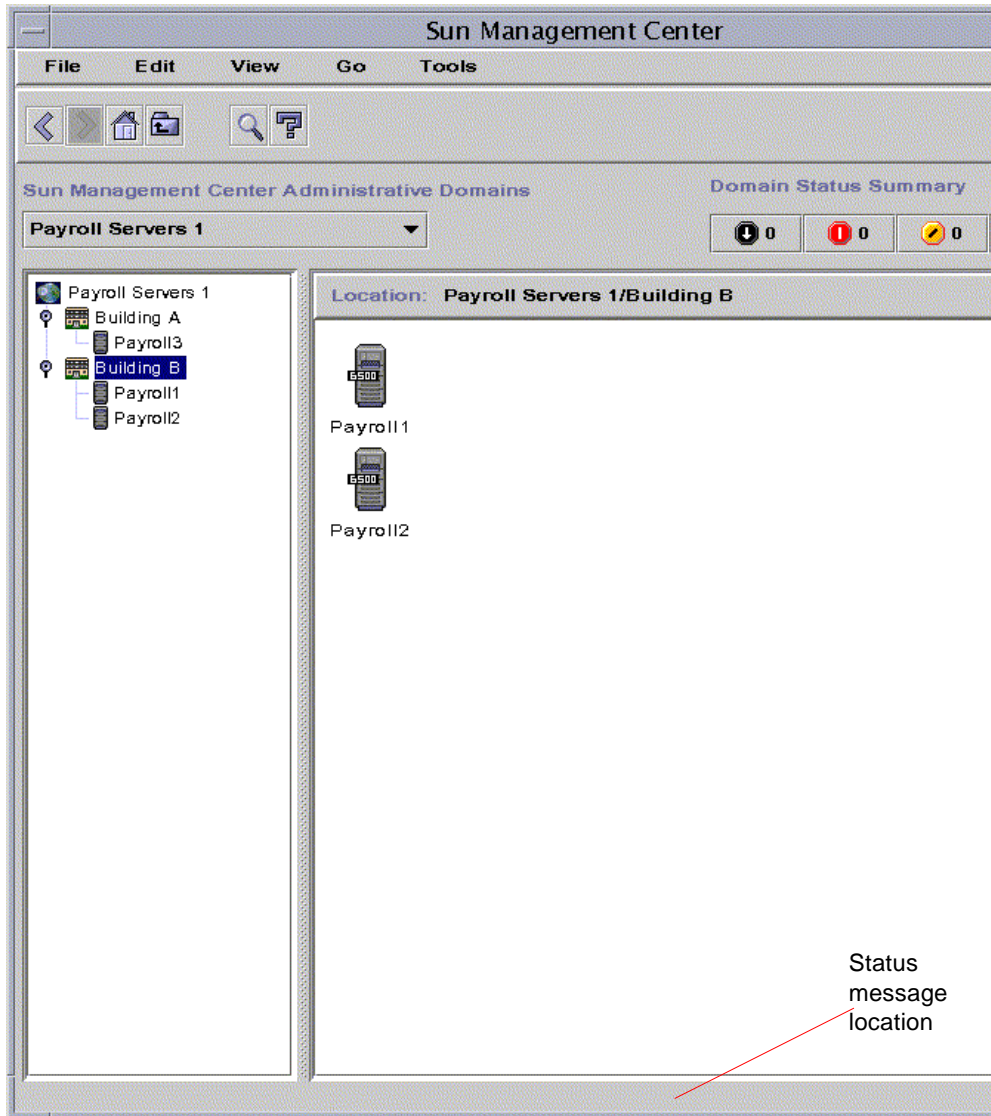 Sun Management Center
File Edit View Go Tools
Sun Management Center Administrative Domains
Domain Status Summary
Payroll Servers 1
0 0 0
Payroll Servers 1
Building A
Payroll3
Building B
Payroll1
Payroll2
Location: Payroll Servers 1/Building B
6500
Payroll1
6500
Payroll2
Status
message
location